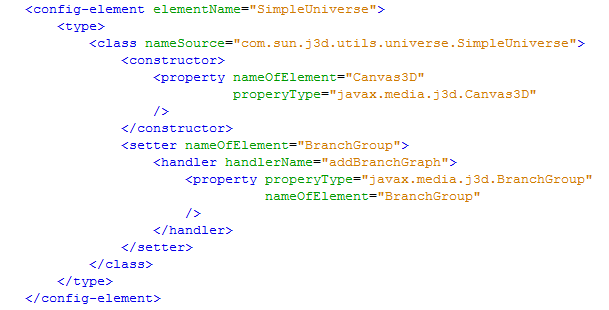 <config-element elementName="SimpleUniverse">
    <type>
        <class nameSource="com.sun.j3d.utils.universe.SimpleUniverse">
            <constructor>
                <property nameOfElement="Canvas3D"
                          properyType="javax.media.j3d.Canvas3D"
                />
            </constructor>
            <setter nameOfElement="BranchGroup">
                <handler handlerName="addBranchGraph">
                    <property properyType="javax.media.j3d.BranchGroup"
                              nameOfElement="BranchGroup"
                    />
                </handler>
            </setter>
        </class>
    </type>
</config-element>